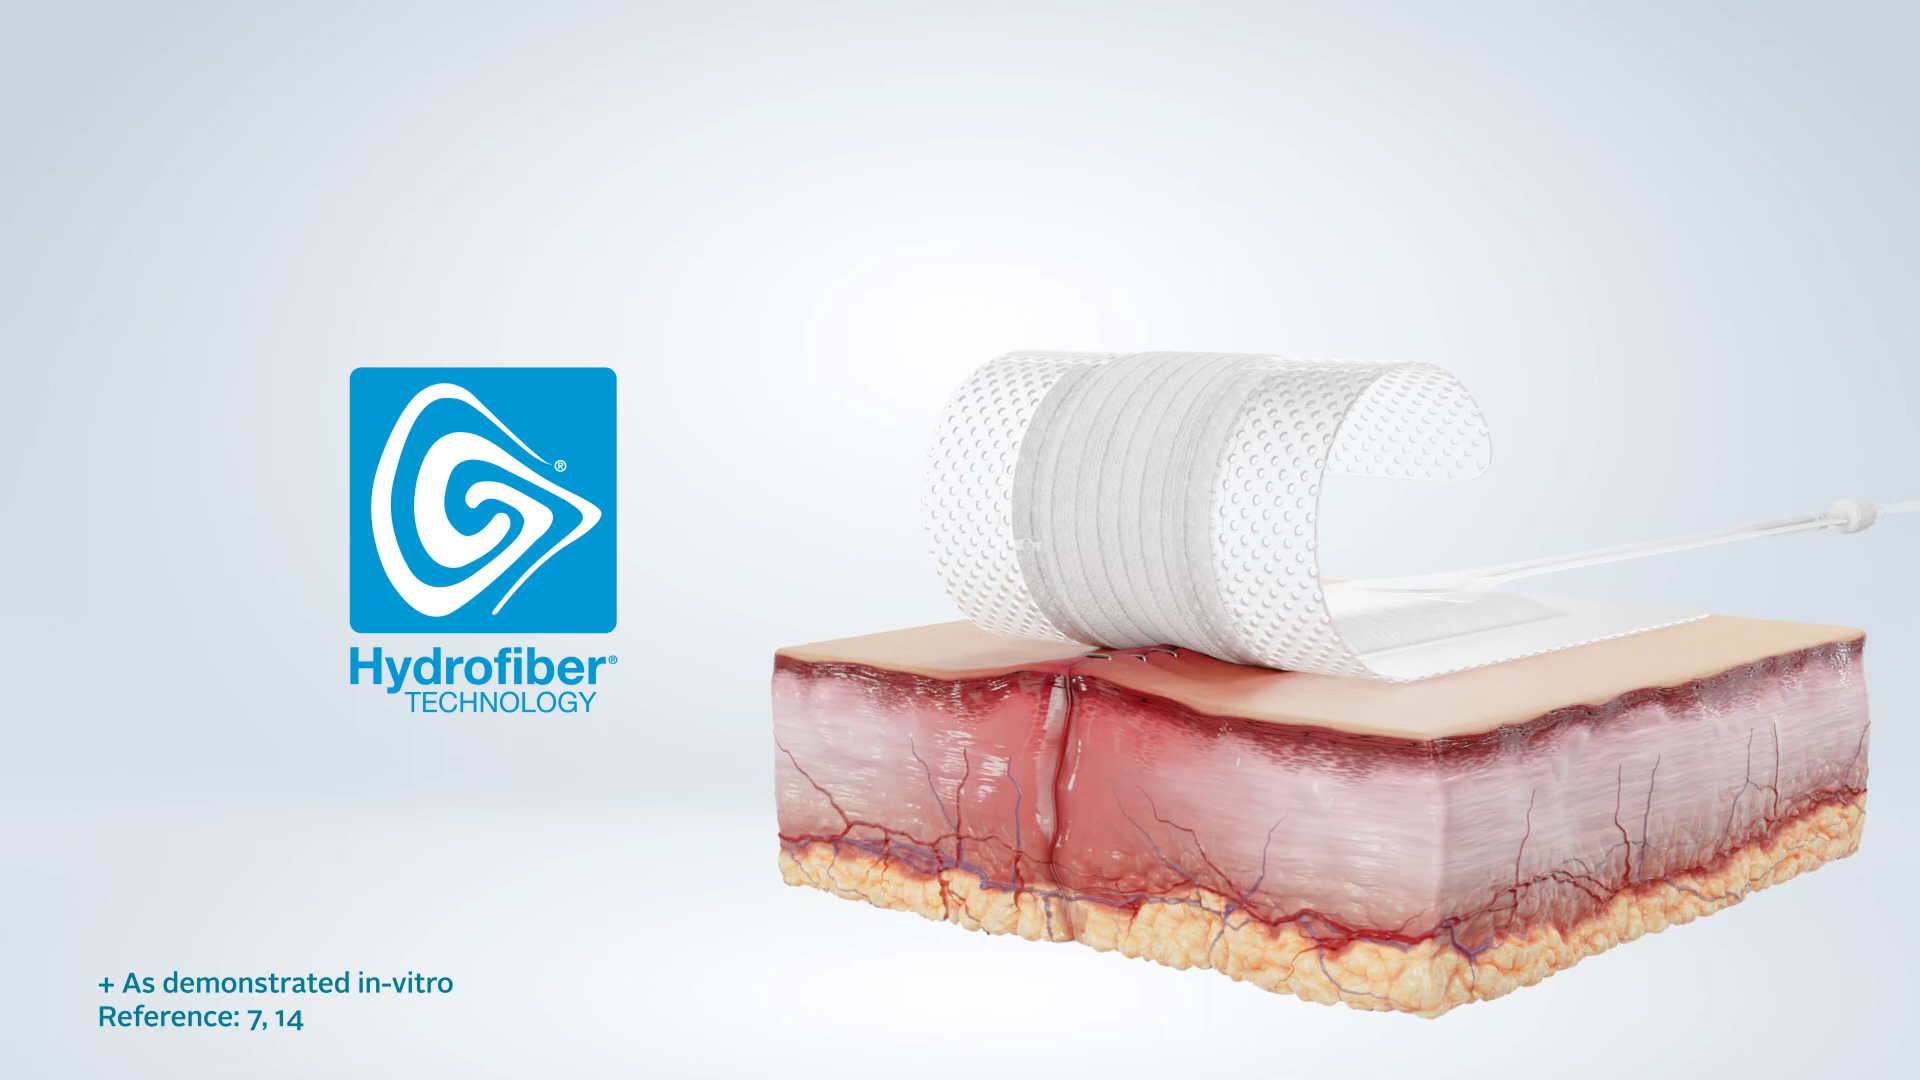 ®
Hydrofiber®
TECHNOLOGY
+ As demonstrated in-vitro
Reference: 7, 14